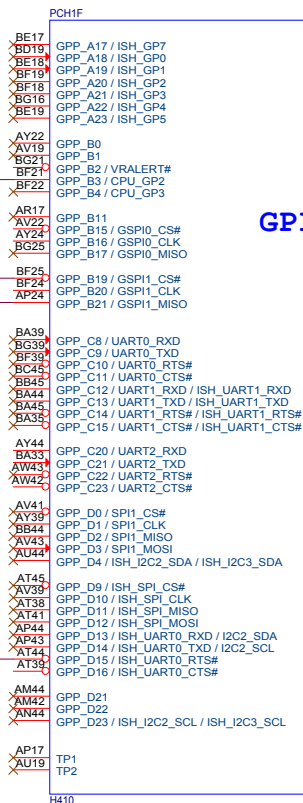 PCH1F
BE17 GPP_A17 / ISH_GP7
BD19 GPP_A18 / ISH_GP0
BE18 GPP_A19 / ISH_GP1
BF19 GPP_A20 / ISH_GP2
BF18 GPP_A21 / ISH_GP3
BG16 GPP_A22 / ISH_GP4
BE19 GPP_A23 / ISH_GP5
AY22 GPP_B0
AV19 GPP_B1
BG21 GPP_B2 / VRALERT#
BF21 GPP_B3 / CPU_GP2
BF22 GPP_B4 / CPU_GP3
AR17 GPP_B11
AV22 GPP_B15 / GSPI0_CS#
AY24 GPP_B16 / GSPI0_CLK
BG25 GPP_B17 / GSPI0_MISO
GP
BF25 GPP_B19 / GSPI1_CS#
BF24 GPP_B20 / GSPI1_CLK
AP24 GPP_B21 / GSPI1_MISO
BA39 GPP_C8 / UART0_RXD
BG39 GPP_C9 / UART0_TXD
BF39 GPP_C10 / UART0_RTS#
BC45 GPP_C11 / UART0_CTS#
BB45 GPP_C12 / UART1_RXD / ISH_UART1_RXD
BA44 GPP_C13 / UART1_TXD / ISH_UART1_TXD
BA45 GPP_C14 / UART1_RTS# / ISH_UART1_RTS#
BA35 GPP_C15 / UART1_CTS# / ISH_UART1_CTS#
AY44 GPP_C20 / UART2_RXD
BA33 GPP_C21 / UART2_TXD
AW43 GPP_C22 / UART2_RTS#
AW42 GPP_C23 / UART2_CTS#
AV41 GPP_D0 / SPI1_CS#
AY39 GPP_D1 / SPI1_CLK
BB44 GPP_D2 / SPI1_MISO
AV43 GPP_D3 / SPI1_MOSI
AU44 GPP_D4 / ISH_I2C2_SDA / ISH_I2C3_SDA
AT45 GPP_D9 / ISH_SPI_CS#
AV39 GPP_D10 / ISH_SPI_CLK
AT38 GPP_D11 / ISH_SPI_MISO
AT41 GPP_D12 / ISH_SPI_MOSI
AP44 GPP_D13 / ISH_UART0_RXD / I2C2_SDA
AP43 GPP_D14 / ISH_UART0_TXD / I2C2_SCL
AT44 GPP_D15 / ISH_UART0_RTS#
AT39 GPP_D16 / ISH_UART0_CTS#
AM44 GPP_D21
AM42 GPP_D22
AN44 GPP_D23 / ISH_I2C2_SCL / ISH_I2C3_SCL
AP17 TP1
AU19 TP2
H410